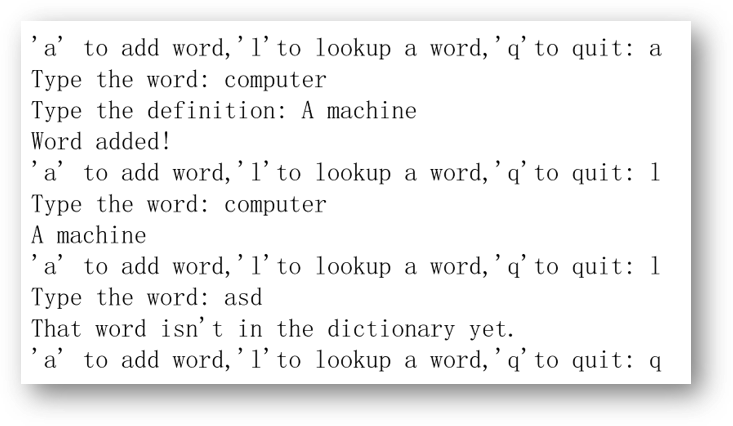 'a' to add word,'l'to lookup a word,'q'to quit: a
Type the word: computer
Type the definition: A machine
Word added!
'a' to add word,'l'to lookup a word,'q'to quit: l
Type the word: computer
A machine
'a' to add word,'l'to lookup a word,'q'to quit: l
Type the word: asd
That word isn't in the dictionary yet.
'a' to add word,'l'to lookup a word,'q'to quit: q